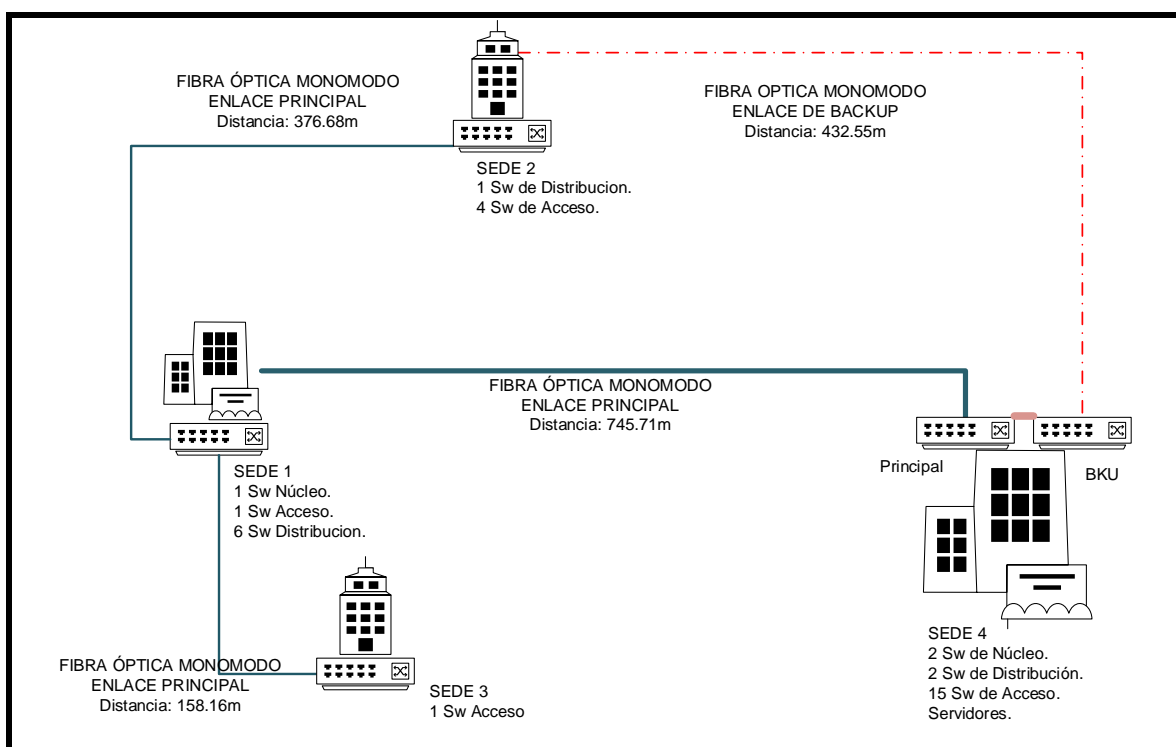 FIBRA ÓPTICA MONOMODO
ENLACE PRINCIPAL
Distancia: 376.68m
FIBRA OPTICA MONOMODO
ENLACE DE BACKUP
Distancia: 432.55m
SEDE 2
1 Sw de Distribucion.
4 Sw de Acceso.
FIBRA ÓPTICA MONOMODO
ENLACE PRINCIPAL
Distancia: 745.71m
Principal
BKU
SEDE 1
1 Sw Núcleo.
1 Sw Acceso.
6 Sw Distribucion.
FIBRA ÓPTICA MONOMODO
ENLACE PRINCIPAL
Distancia: 158.16m
SEDE 3
1 Sw Acceso
SEDE 4
2 Sw de Núcleo.
2 Sw de Distribución.
15 Sw de Acceso.
Servidores.